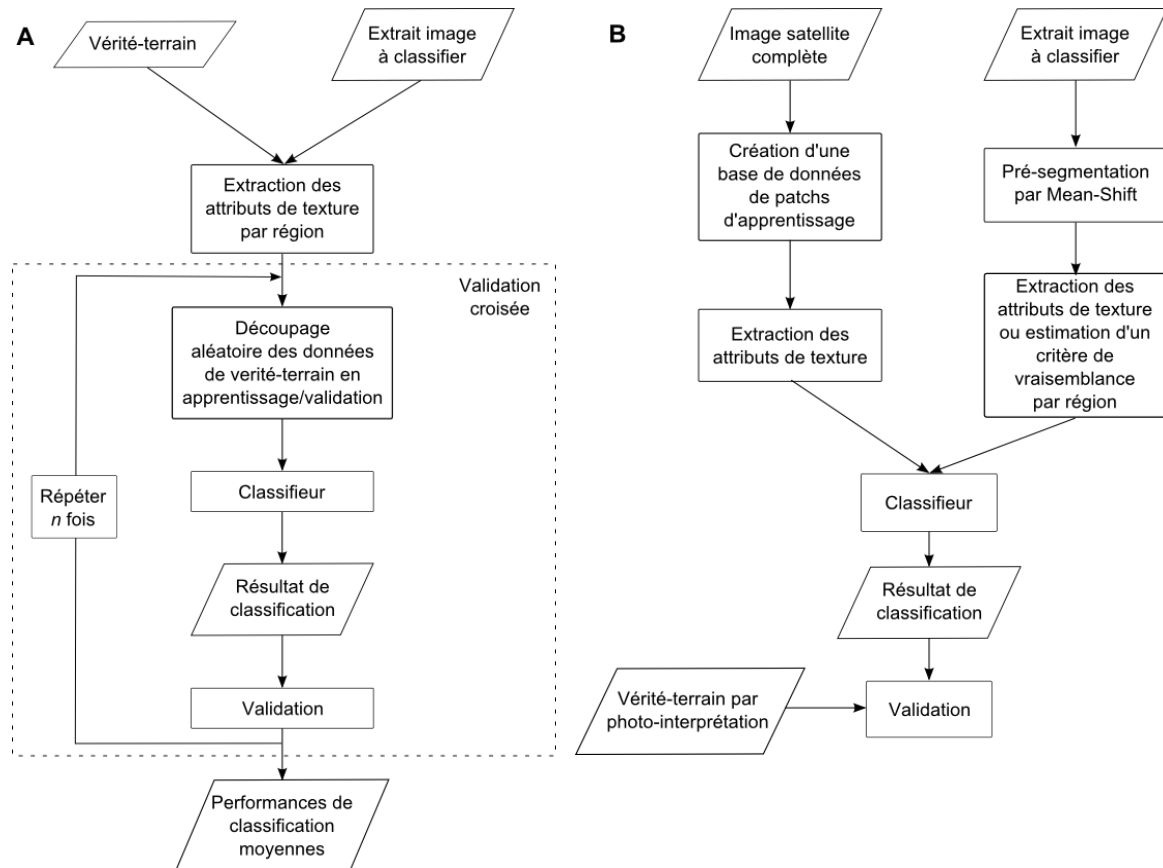 A
Vérité-terrain
Extrait image
à classifier
Extraction des
attributs de texture
par région
Validation
croisée
Découpage
aléatoire des données
de verité-terrain en
apprentissage/validation
Répéter
n fois
Classifieur
Résultat de
classification
Validation
Performances de
classification
moyennes
B
Image satellite
complète
Extrait image
à classifier
Création d'une
base de données
de patchs
d'apprentissage
Pré-segmentation
par Mean-Shift
Extraction des
attributs de texture
Extraction des
attributs de texture
ou estimation d'un
critère de
vraisemblance
par région
Classifieur
Résultat de
classification
Vérité-terrain par
photo-interprétation
Validation